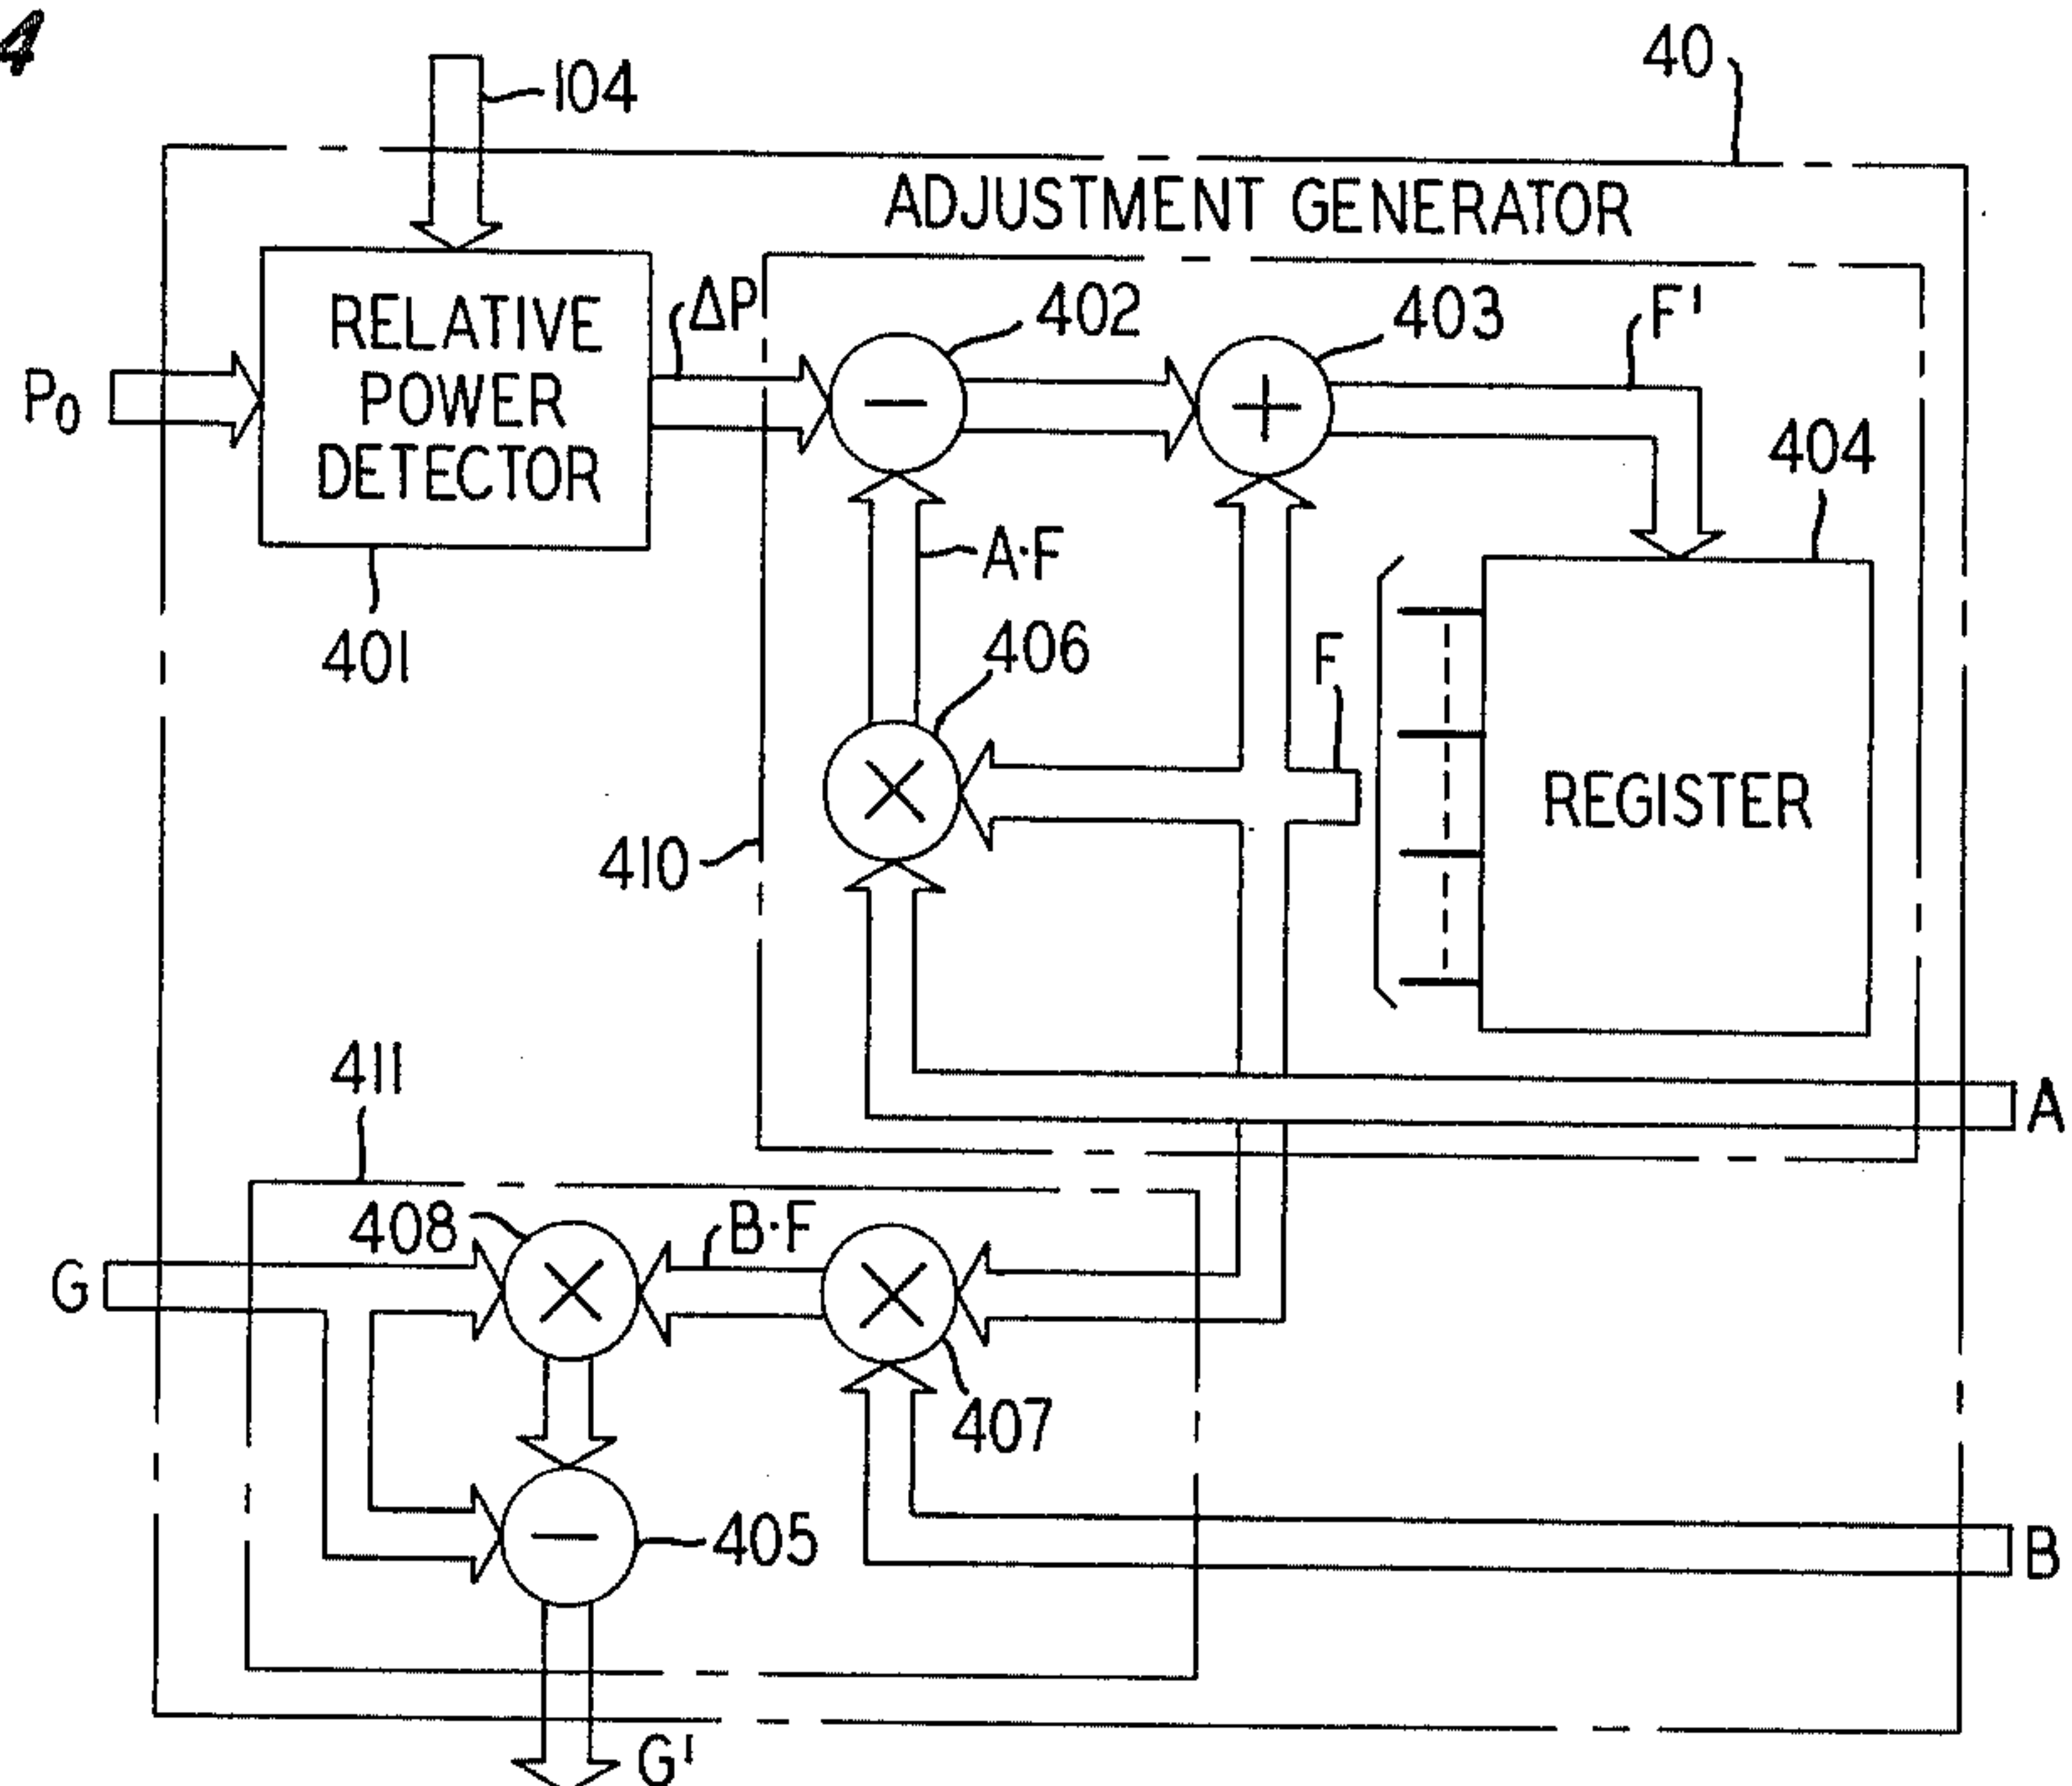 4
104
40
ADJUSTMENT GENERATOR
RELATIVE
POWER
DETECTOR
P0
ΔP
402
403
F'
404
A·F
401
406
F
REGISTER
410
411
A
408
B·F
G
407
405
B
G'